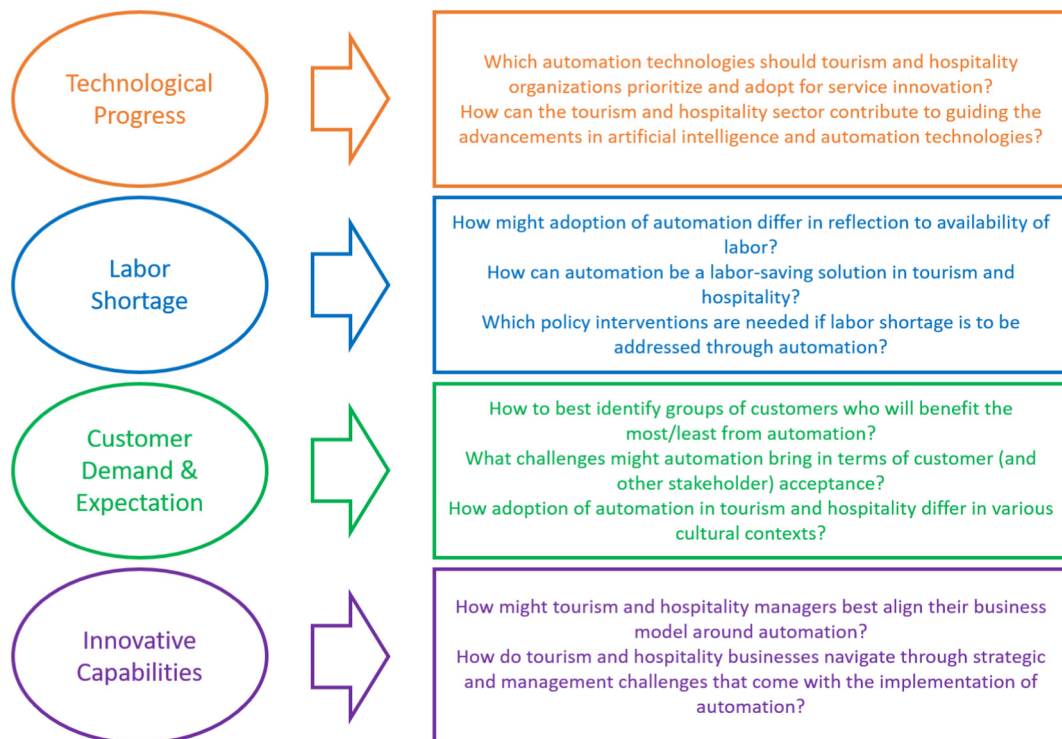 Technological
Progress
Which automation technologies should tourism and hospitality
organizations prioritize and adopt for service innovation?
How can the tourism and hospitality sector contribute to guiding the
advancements in artificial intelligence and automation technologies?
Labor
Shortage
How might adoption of automation differ in reflection to availability of
labor?
How can automation be a labor-saving solution in tourism and
hospitality?
Which policy interventions are needed if labor shortage is to be
addressed through automation?
Customer
Demand &
Expectation
How to best identify groups of customers who will benefit the
most/least from automation?
What challenges might automation bring in terms of customer (and
other stakeholder) acceptance?
How adoption of automation in tourism and hospitality differ in various
cultural contexts?
Innovative
Capabilities
How might tourism and hospitality managers best align their business
model around automation?
How do tourism and hospitality businesses navigate through strategic
and management challenges that come with the implementation of
automation?